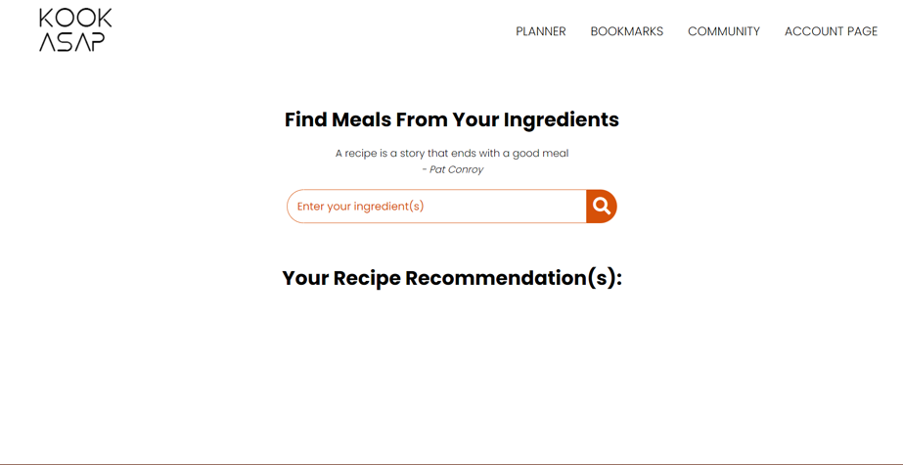 KOOK
ASAP
PLANNER BOOKMARKS COMMUNITY ACCOUNT PAGE
Find Meals From Your Ingredients
A recipe is a story that ends with a good meal
- Pat Conroy
Enter your ingredient(s)
Your Recipe Recommendation(s):